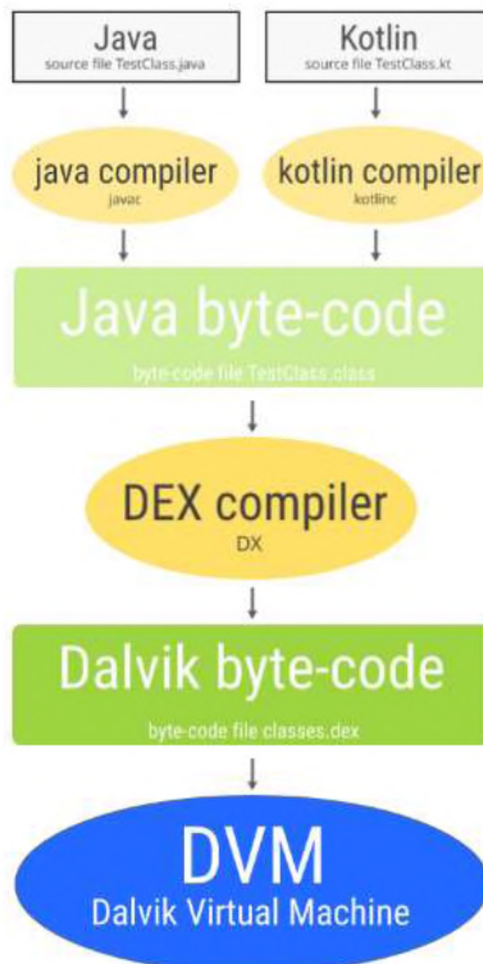 Java
source file TestClass.java
Kotlin
source file TestClass.kt
java compiler
javac
kotlin compiler
kotlinc
Java byte-code
byte-code file TestClass.class
DEX compiler
DX
Dalvik byte-code
byte-code file classes.dex
DVM
Dalvik Virtual Machine